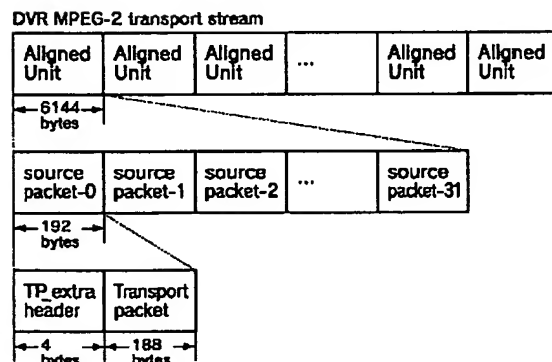 DVR MPEG-2 transport stream
Aligned Unit Aligned Unit Aligned Unit ... Aligned Unit Aligned Unit
6144 bytes
source packet-0 source packet-1 source packet-2 ... source packet-31
192 bytes
TP_extra header Transport packet
4 bytes 188 bytes